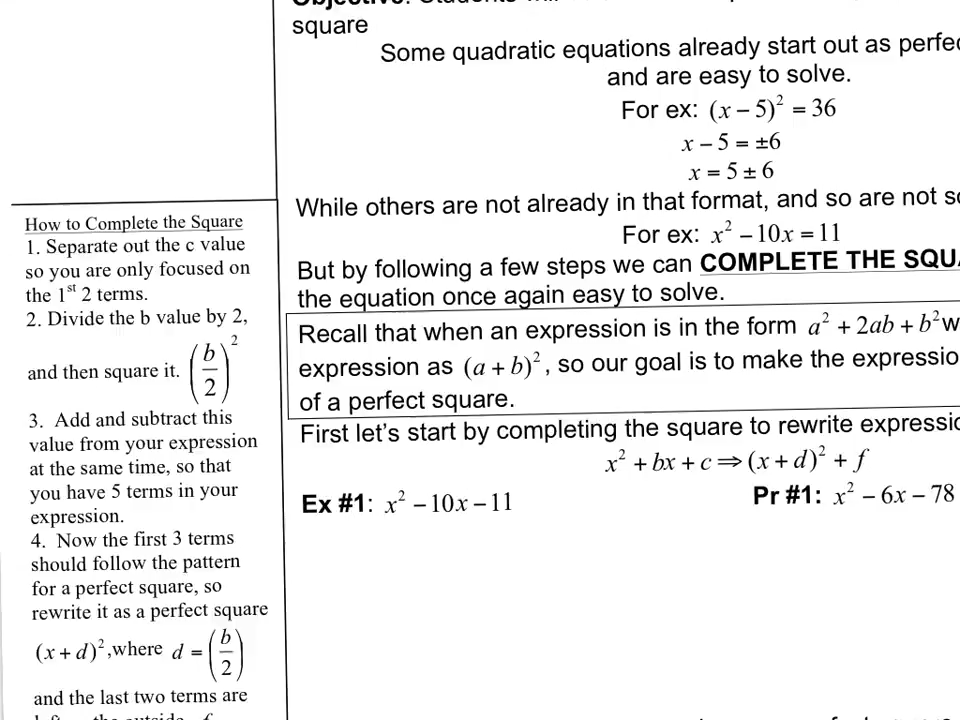 square
Some quadratic equations already start out as
and are easy to solve.
For ex: (x − 5)² = 36
x − 5 = ±6
x = 5 ± 6
While others are not already in that format, and so are not
For ex: x² − 10x = 11
But by following a few steps we can COMPLETE THE
the equation once again easy to solve.
Recall that when an expression is in the form a² + 2ab + b²
expression as (a + b)², so our goal is to make the
of a perfect square.
First let's start by completing the square to rewrite
x² + bx + c ⇒ (x + d)² + f
Ex #1: x² − 10x − 11
Pr #1: x² − 6x − 78
How to Complete the Square
1. Separate out the c value
so you are only focused on
the 1st 2 terms.
2. Divide the b value by 2,
and then square it. (b/2)²
3. Add and subtract this
value from your expression
at the same time, so that
you have 5 terms in your
expression.
4. Now the first 3 terms
should follow the pattern
for a perfect square, so
rewrite it as a perfect square
(x + d)², where d = (b/2)
and the last two terms are